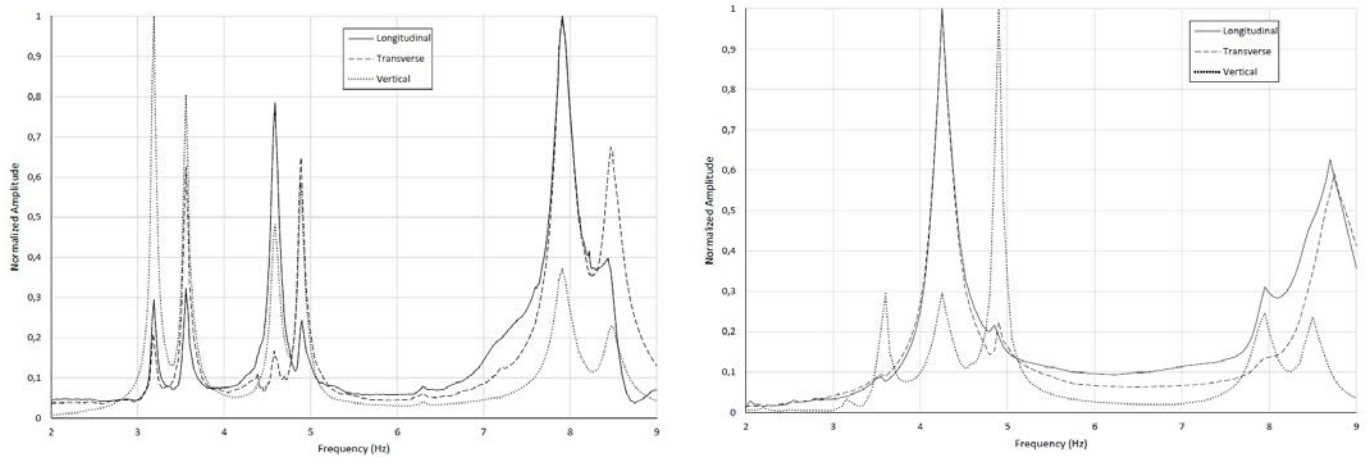 1
0,9
0,8
0,7
0,6
0,5
0,4
0,3
0,2
0,1
0
Normalized Amplitude
Longitudinal
Transverse
Vertical
2 3 4 5 6 7 8 9
Frequency (Hz)
1
0,9
0,8
0,7
0,6
0,5
0,4
0,3
0,2
0,1
0
Normalized Amplitude
Longitudinal
Transverse
Vertical
2 3 4 5 6 7 8 9
Frequency (Hz)